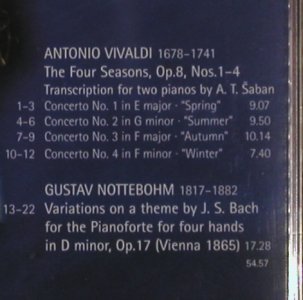 ANTONIO VIVALDI 1678-1741
The Four Seasons, Op.8, Nos.1-4
Transcription for two pianos by A. T. Šaban
1-3 Concerto No. 1 in E major · "Spring" 9.07
4-6 Concerto No. 2 in G minor · "Summer" 9.50
7-9 Concerto No. 3 in F major · "Autumn" 10.14
10-12 Concerto No. 4 in F minor · "Winter" 7.40
GUSTAV NOTTEBOHM 1817-1882
13-22 Variations on a theme by J. S. Bach
for the Pianoforte for four hands
in D minor, Op.17 (Vienna 1865) 17.28
54.57